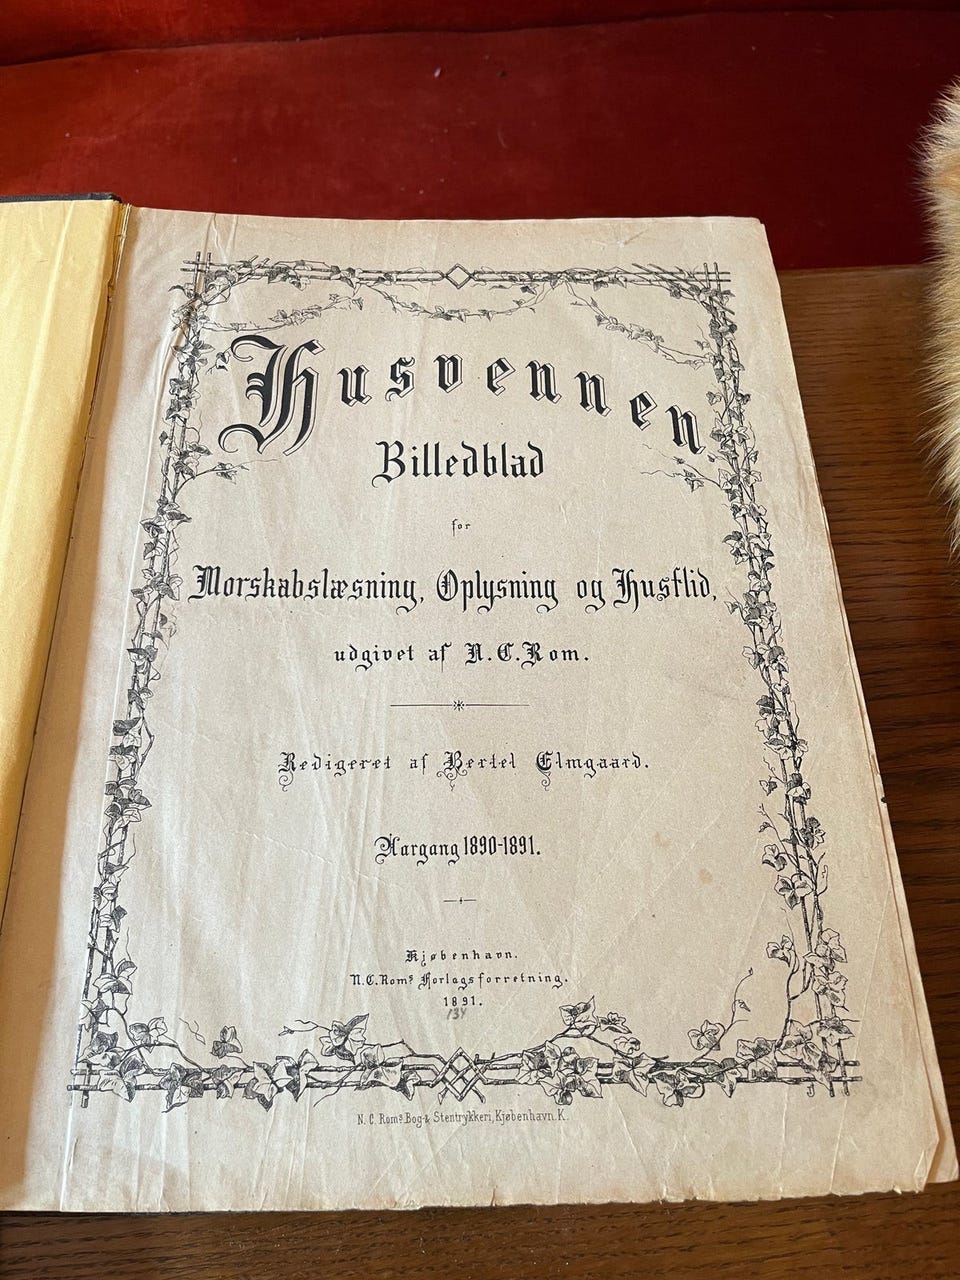 Husvennen.
Billedblad
for
Morskabslæsning, Oplysning og Husflid,
udgivet af N. C. Rom.
Redigeret af Bertel Elmgaard.
Aargang 1890-1891.
Kjøbenhavn.
N. C. Roms Forlagsforretning.
1891.
134
J
N. C. Roms Bog- & Stentrykkeri, Kjøbenhavn. K.